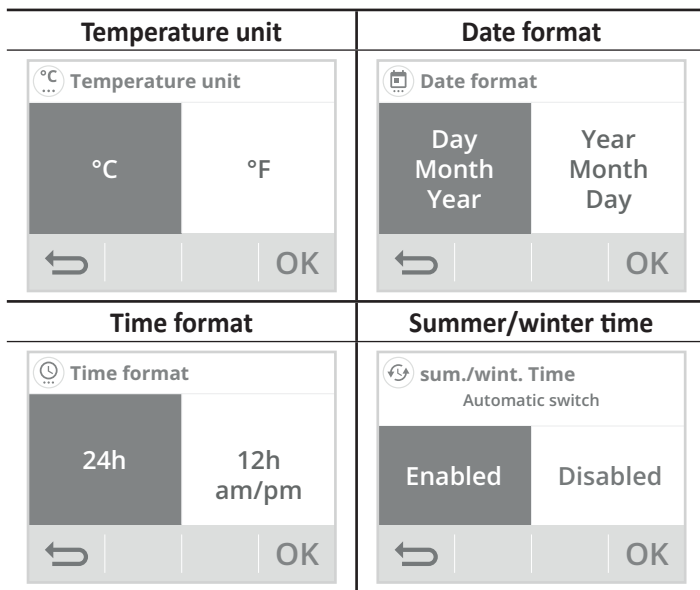 Temperature unit
Date format
°C
Temperature unit
°C
°F
OK
Date format
Day
Month
Year
Year
Month
Day
OK
Time format
Summer/winter time
Time format
24h
12h
am/pm
OK
sum./wint. Time
Automatic switch
Enabled
Disabled
OK